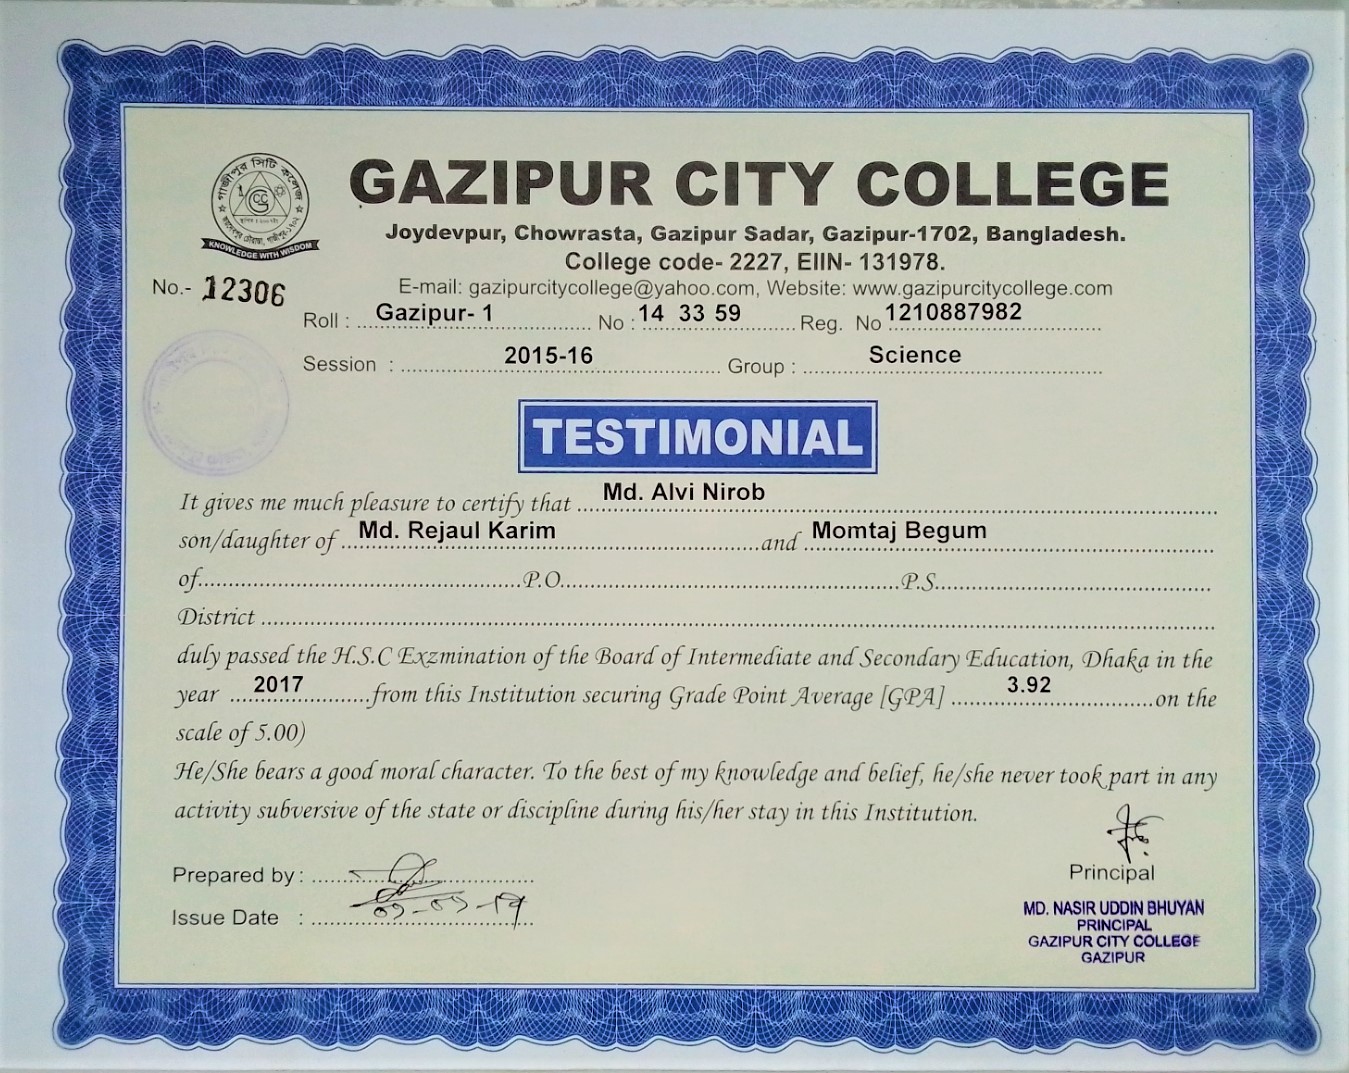 গাজীপুর সিটি কলেজ
GCC
KNOWLEDGE WITH WISDOM
GAZIPUR CITY COLLEGE
Joydevpur, Chowrasta, Gazipur Sadar, Gazipur-1702, Bangladesh.
College code- 2227, EIIN- 131978.
E-mail: gazipurcitycollege@yahoo.com, Website: www.gazipurcitycollege.com
No.- 12306
Roll : Gazipur- 1 No : 14 33 59 Reg. No 1210887982
Session : 2015-16 Group : Science
TESTIMONIAL
It gives me much pleasure to certify that Md. Alvi Nirob
son/daughter of Md. Rejaul Karim and Momtaj Begum
of P.O. P.S.
District
duly passed the H.S.C Exzmination of the Board of Intermediate and Secondary Education, Dhaka in the
year 2017 from this Institution securing Grade Point Average [GPA] 3.92 on the
scale of 5.00)
He/She bears a good moral character. To the best of my knowledge and belief, he/she never took part in any
activity subversive of the state or discipline during his/her stay in this Institution.
Prepared by :
Issue Date :
Principal
MD. NASIR UDDIN BHUYAN
PRINCIPAL
GAZIPUR CITY COLLEGE
GAZIPUR